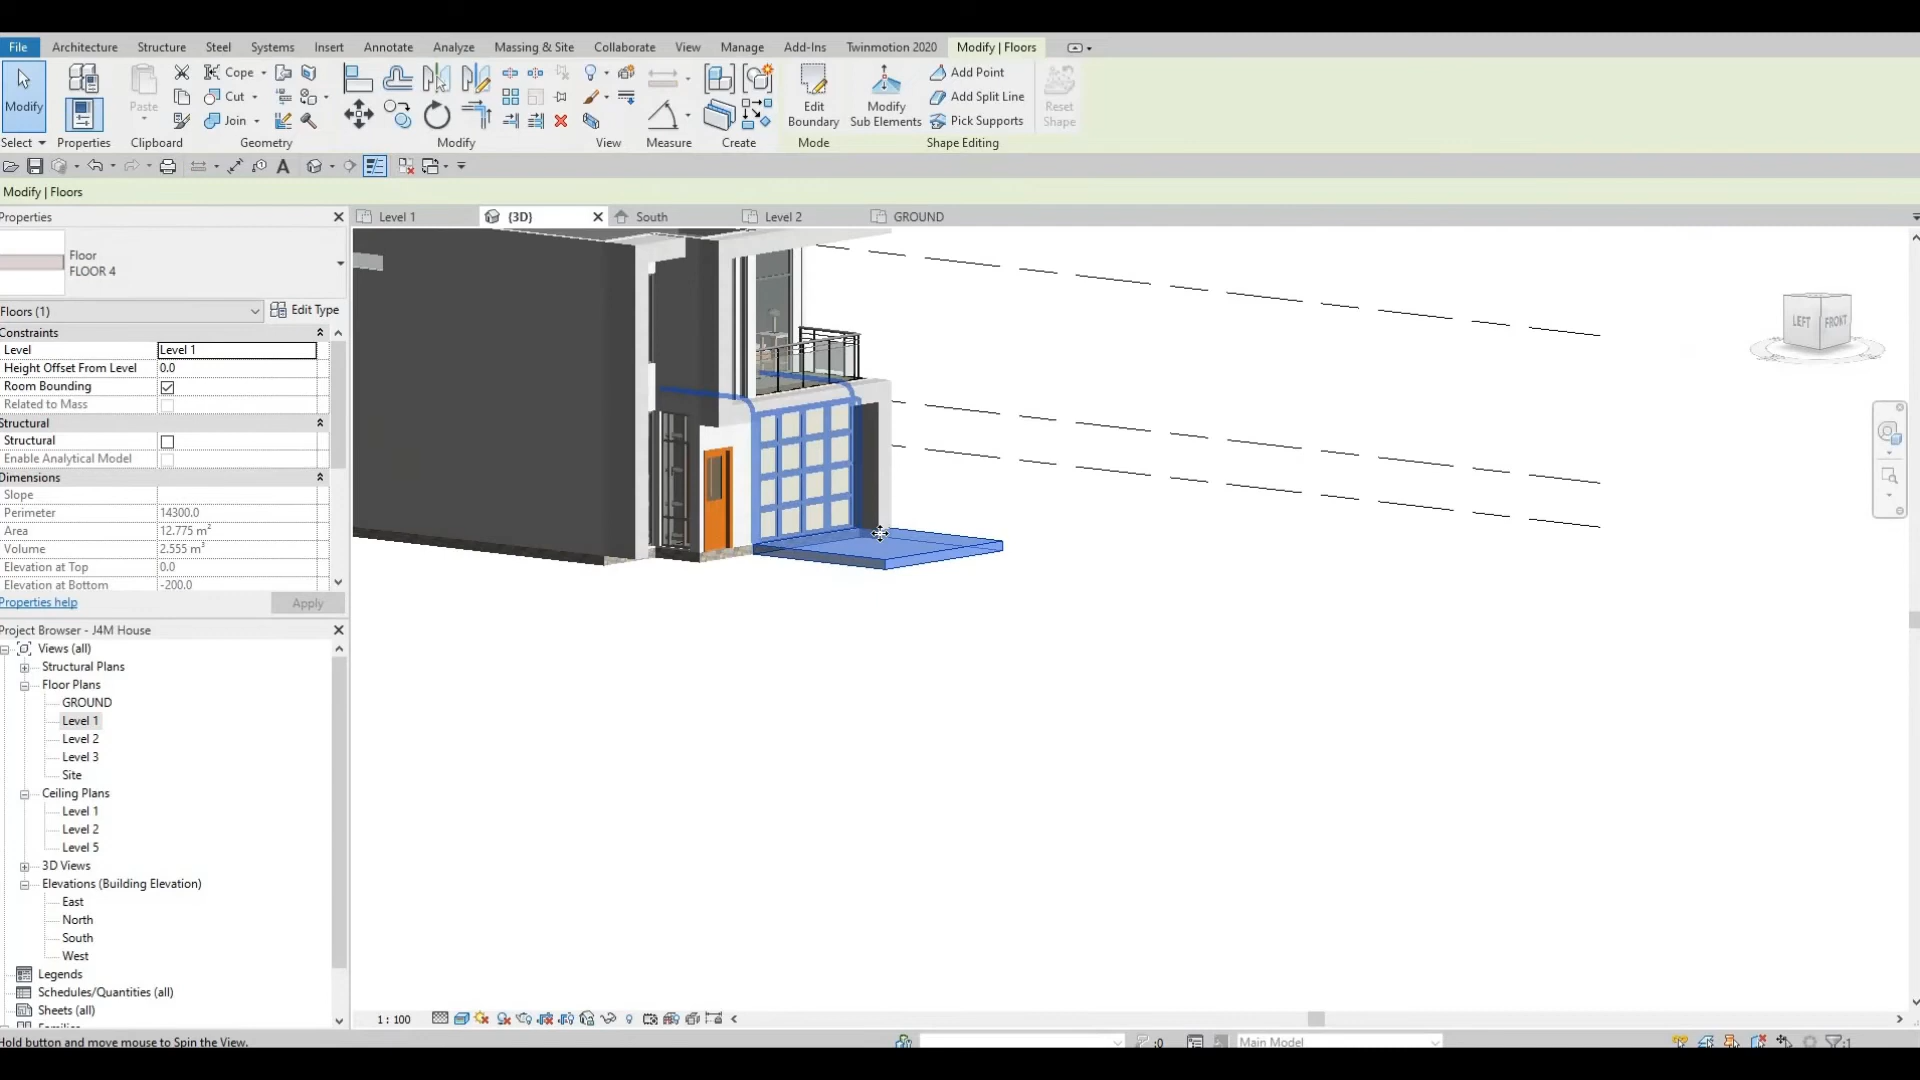 File Architecture Structure Steel Systems Insert Annotate Analyze Massing & Site Collaborate View Manage Add-Ins Twinmotion 2020 Modify | Floors
Modify
Select
Properties
Paste
Clipboard
Cope
Cut
Join
Geometry
Modify
View
Measure
Create
Edit
Boundary
Mode
Modify
Sub Elements
Add Point
Add Split Line
Pick Supports
Reset
Shape
Shape Editing
A
Modify | Floors
Properties
Level 1
{3D}
South
Level 2
GROUND
Floor
FLOOR 4
Floors (1)
Edit Type
Constraints
Level Level 1
Height Offset From Level 0.0
Room Bounding
Related to Mass
Structural
Structural
Enable Analytical Model
Dimensions
Slope
Perimeter 14300.0
Area 12.775 m²
Volume 2.555 m³
Elevation at Top 0.0
Elevation at Bottom -200.0
Properties help
Apply
LEFT FRONT
Project Browser - J4M House
Views (all)
Structural Plans
Floor Plans
GROUND
Level 1
Level 2
Level 3
Site
Ceiling Plans
Level 1
Level 2
Level 5
3D Views
Elevations (Building Elevation)
East
North
South
West
Legends
Schedules/Quantities (all)
Sheets (all)
1 : 100
Hold button and move mouse to Spin the View.
:0
Main Model
:1